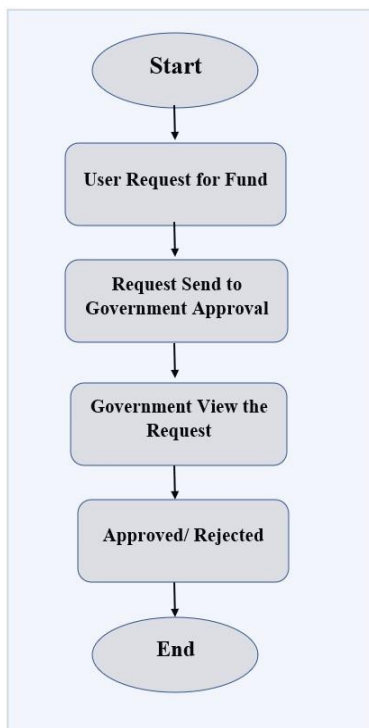 Start
User Request for Fund
Request Send to
Government Approval
Government View the
Request
Approved/ Rejected
End